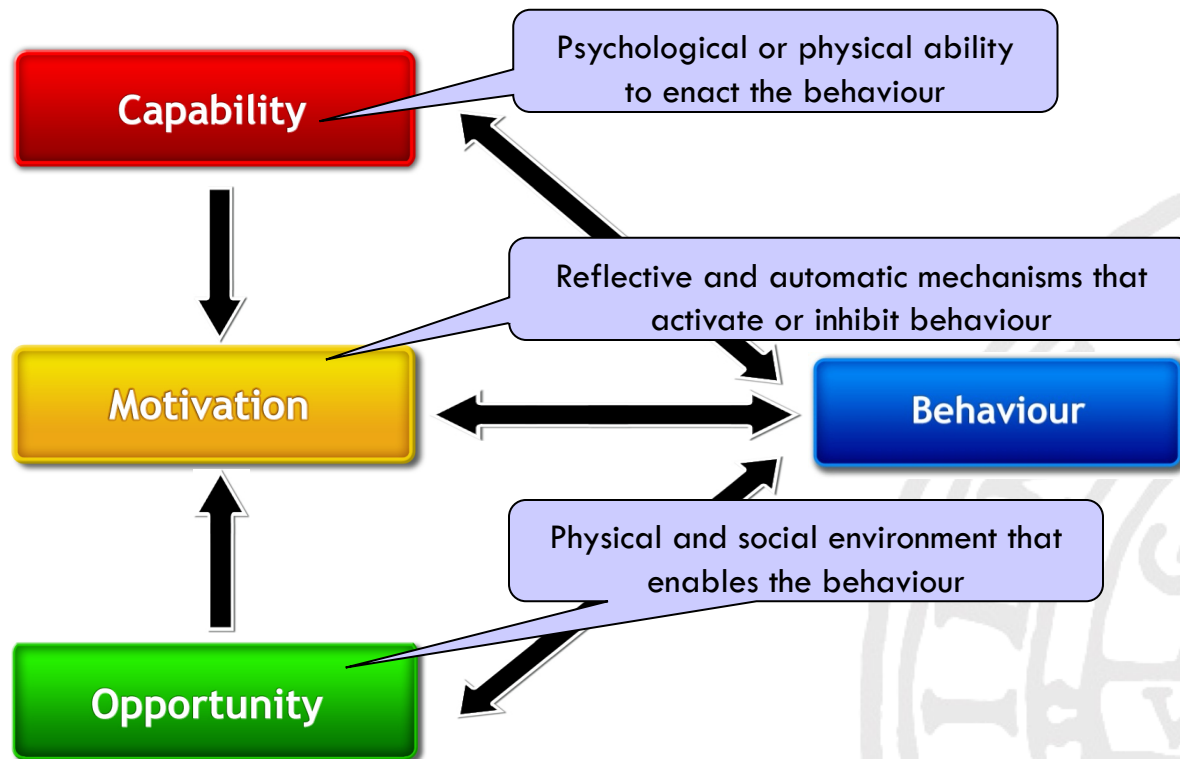 Psychological or physical ability
to enact the behaviour
Capability
Reflective and automatic mechanisms that
activate or inhibit behaviour
Motivation
Behaviour
Physical and social environment that
enables the behaviour
Opportunity